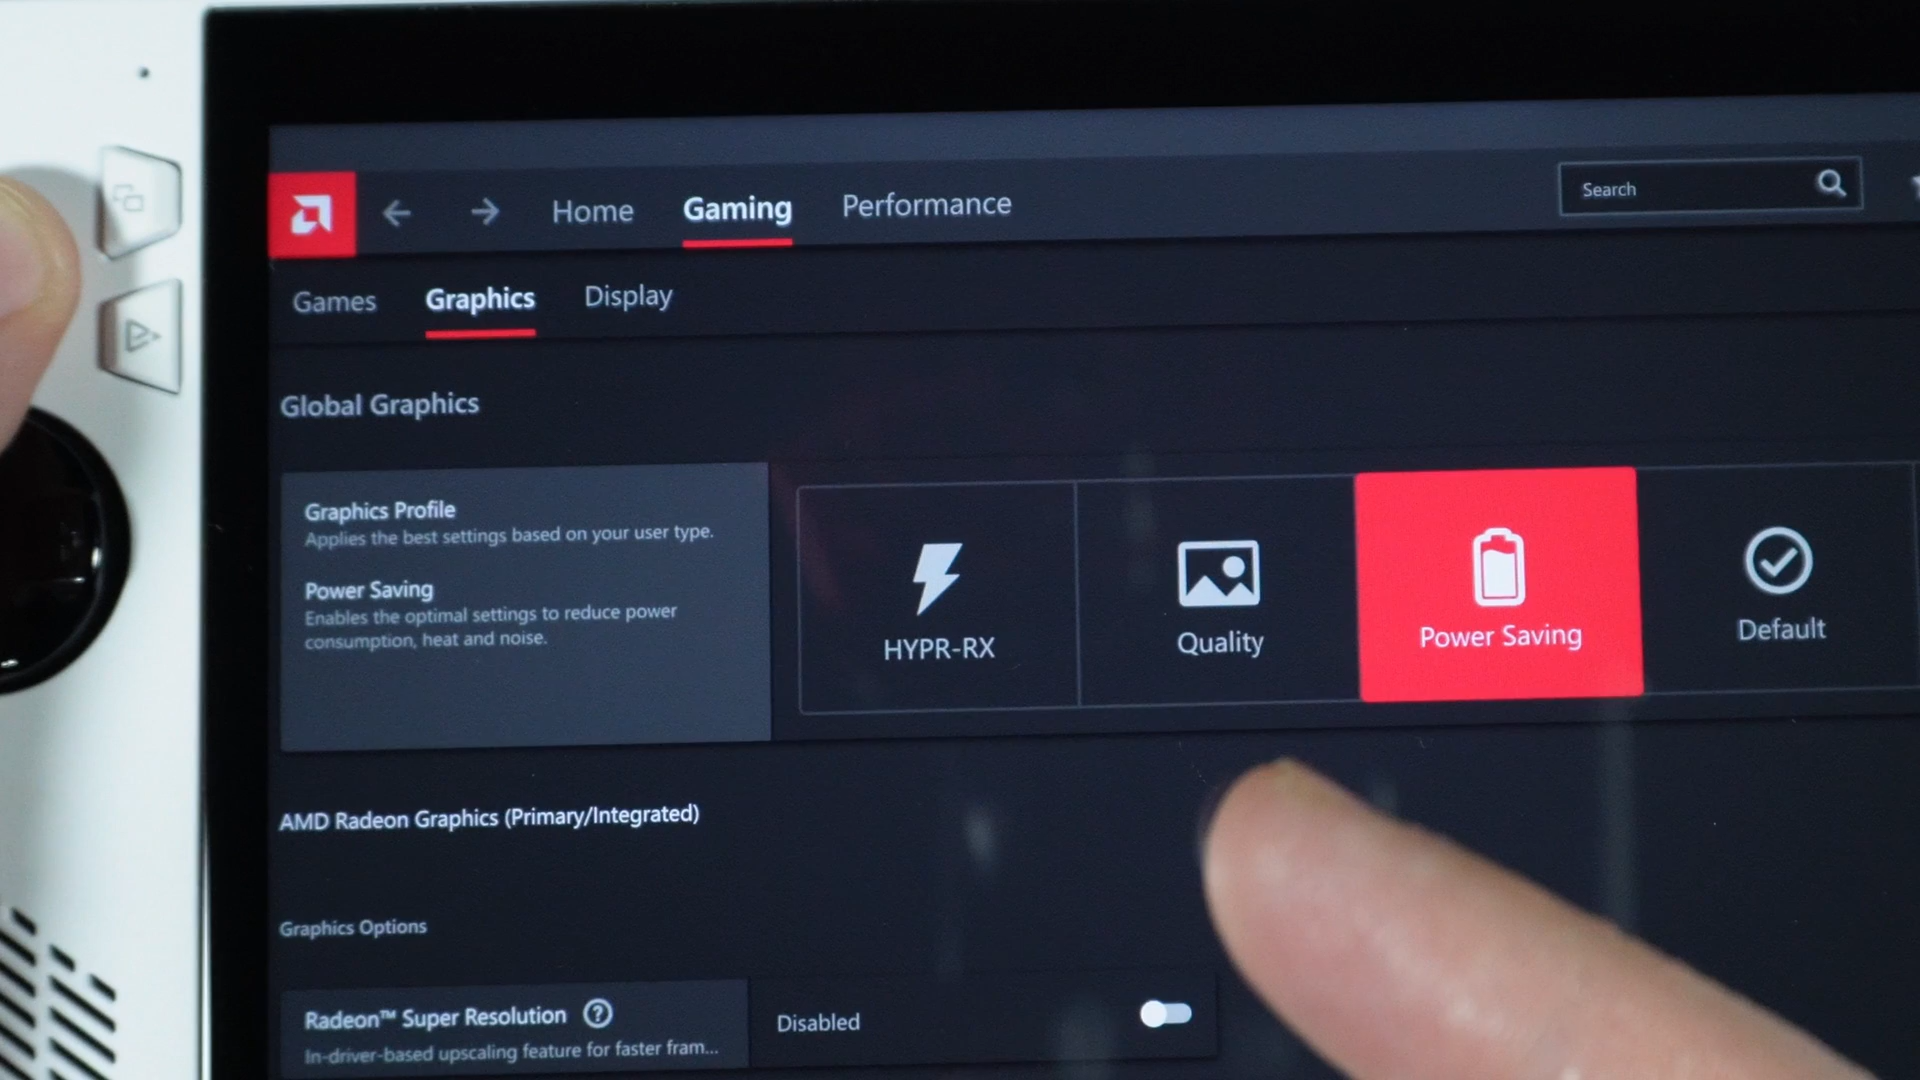 Home Gaming Performance Search
Games Graphics Display
Global Graphics
Graphics Profile
Applies the best settings based on your user type.
Power Saving
Enables the optimal settings to reduce power
consumption, heat and noise.
HYPR-RX
Quality
Power Saving
Default
AMD Radeon Graphics (Primary/Integrated)
Graphics Options
Radeon™ Super Resolution
In-driver-based upscaling feature for faster fram...
Disabled